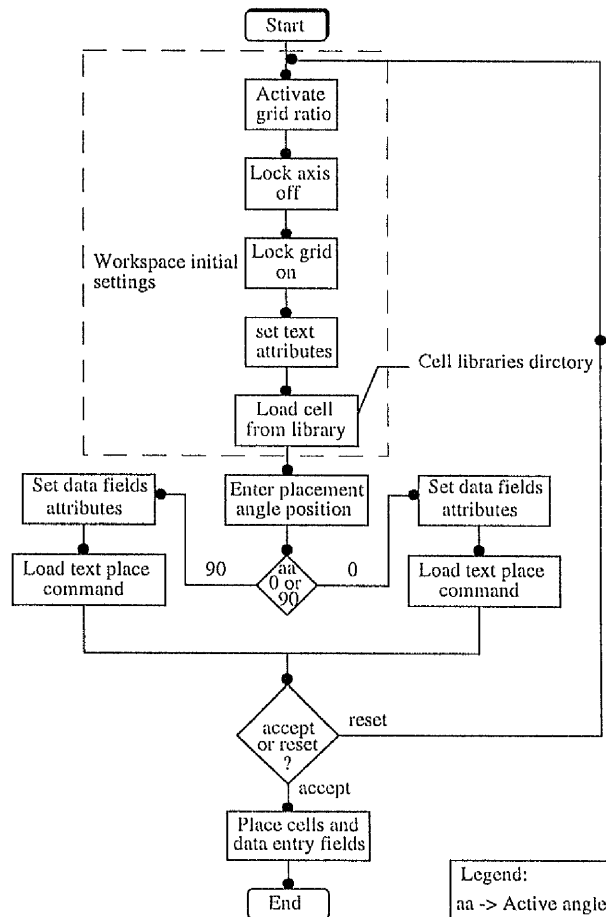 Start
Activate
grid ratio
Lock axis
off
Workspace initial
settings
Lock grid
on
set text
attributes
Cell libraries dirctory
Load cell
from library
Set data fields
attributes
Enter placement
angle position
Set data fields
attributes
Load text place
command
90
aa
0 or
90
0
Load text place
command
accept
or reset
?
reset
accept
Place cells and
data entry fields
End
Legend:
aa -> Active angle